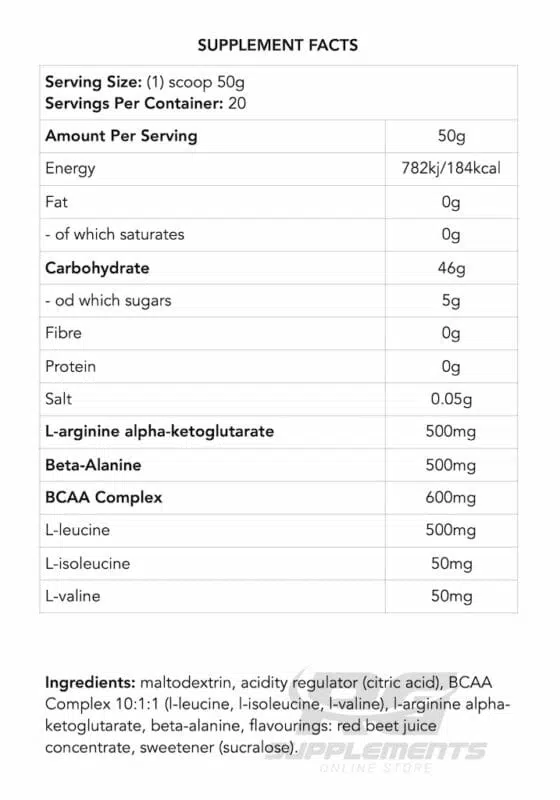 SUPPLEMENT FACTS
Serving Size: (1) scoop 50g
Servings Per Container: 20
Amount Per Serving 50g
Energy 782kj/184kcal
Fat 0g
- of which saturates 0g
Carbohydrate 46g
- od which sugars 5g
Fibre 0g
Protein 0g
Salt 0.05g
L-arginine alpha-ketoglutarate 500mg
Beta-Alanine 500mg
BCAA Complex 600mg
L-leucine 500mg
L-isoleucine 50mg
L-valine 50mg
Ingredients: maltodextrin, acidity regulator (citric acid), BCAA
Complex 10:1:1 (l-leucine, l-isoleucine, l-valine), l-arginine alpha-
ketoglutarate, beta-alanine, flavourings: red beet juice
concentrate, sweetener (sucralose).
SUPPLEMENTS
ONLINE STORE